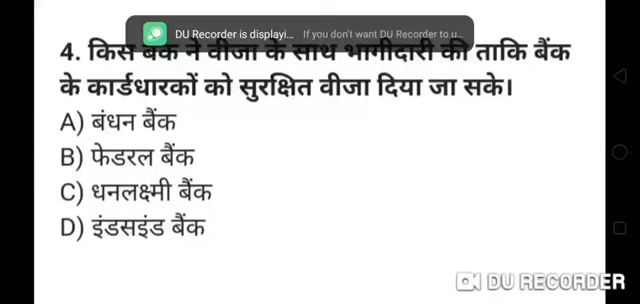 DU Recorder is displayi... If you don't want DU Recorder to u...
4. किस बैंक ने वीजा के साथ भागीदारी की ताकि बैंक
के कार्डधारकों को सुरक्षित वीजा दिया जा सके।
A) बंधन बैंक
B) फेडरल बैंक
C) धनलक्ष्मी बैंक
D) इंडसइंड बैंक
DU RECORDER